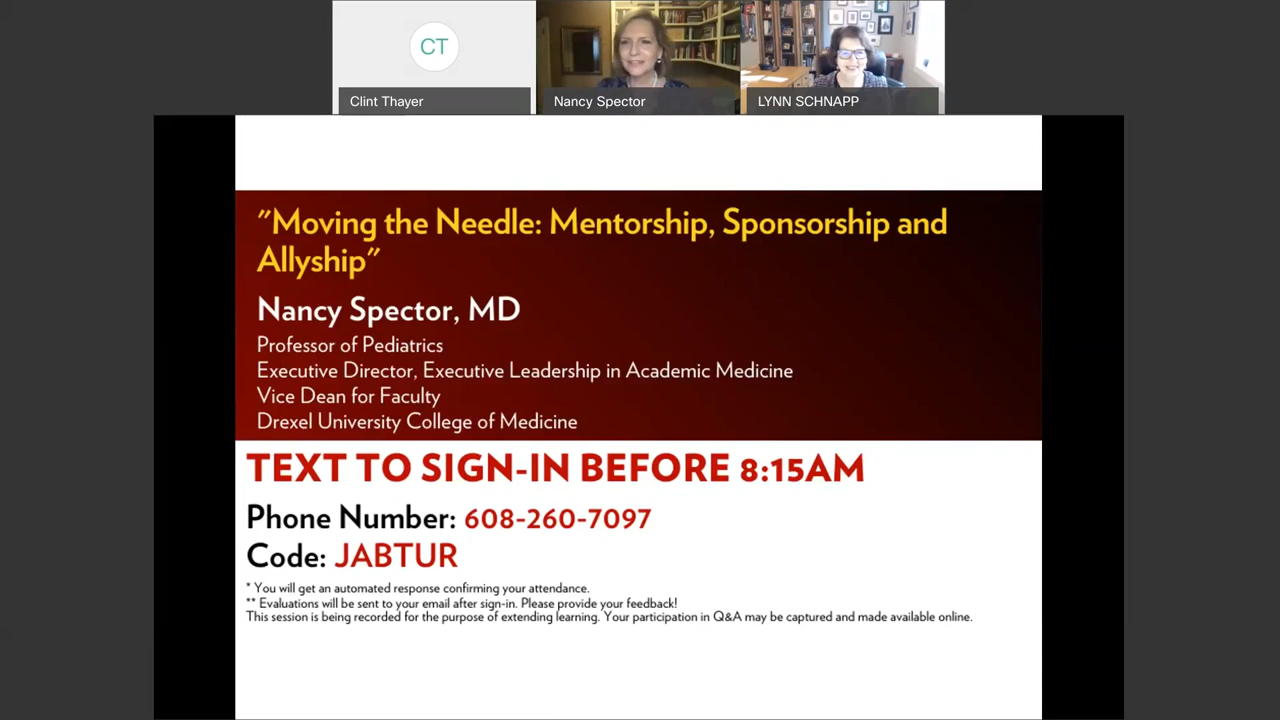 CT
Clint Thayer
Nancy Spector
LYNN SCHNAPP
"Moving the Needle: Mentorship, Sponsorship and
Allyship"
Nancy Spector, MD
Professor of Pediatrics
Executive Director, Executive Leadership in Academic Medicine
Vice Dean for Faculty
Drexel University College of Medicine
TEXT TO SIGN-IN BEFORE 8:15AM
Phone Number: 608-260-7097
Code: JABTUR
* You will get an automated response confirming your attendance.
** Evaluations will be sent to your email after sign-in. Please provide your feedback!
This session is being recorded for the purpose of extending learning. Your participation in Q&A may be captured and made available online.